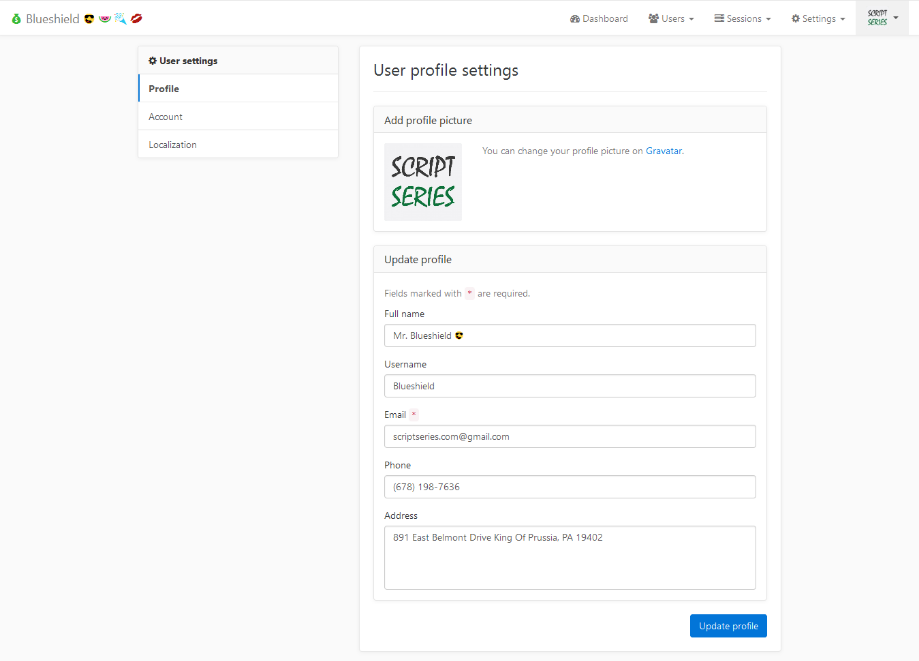 Blueshield
Dashboard
Users
Sessions
Settings
SCRIPT
SERIES
User settings
Profile
Account
Localization
User profile settings
Add profile picture
SCRIPT
SERIES
You can change your profile picture on Gravatar.
Update profile
Fields marked with * are required.
Full name
Mr. Blueshield 😎
Username
Blueshield
Email *
scriptseries.com@gmail.com
Phone
(678) 198-7636
Address
891 East Belmont Drive King Of Prussia, PA 19402
Update profile